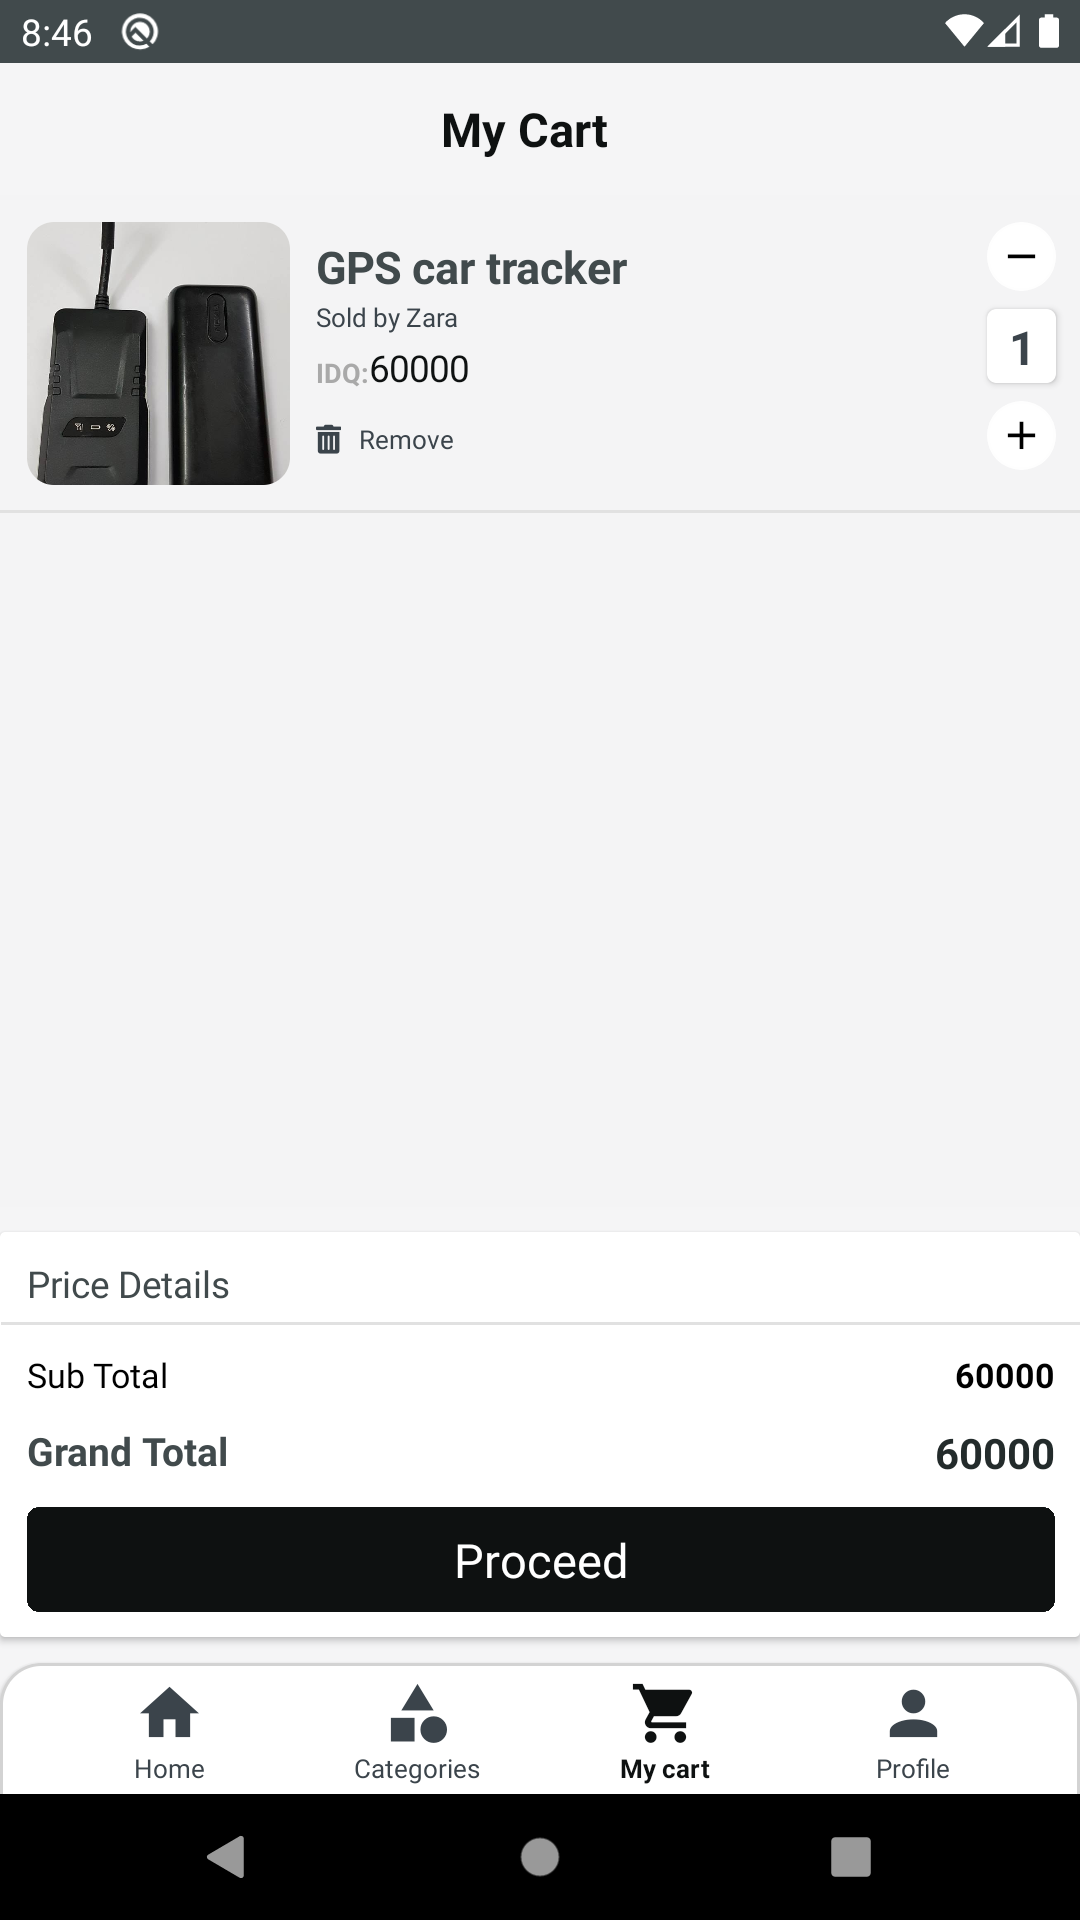 8:46
My Cart
GPS car tracker
Sold by Zara
IDQ:60000
Remove
1
Price Details
Sub Total 60000
Grand Total 60000
Proceed
Home Categories My cart Profile